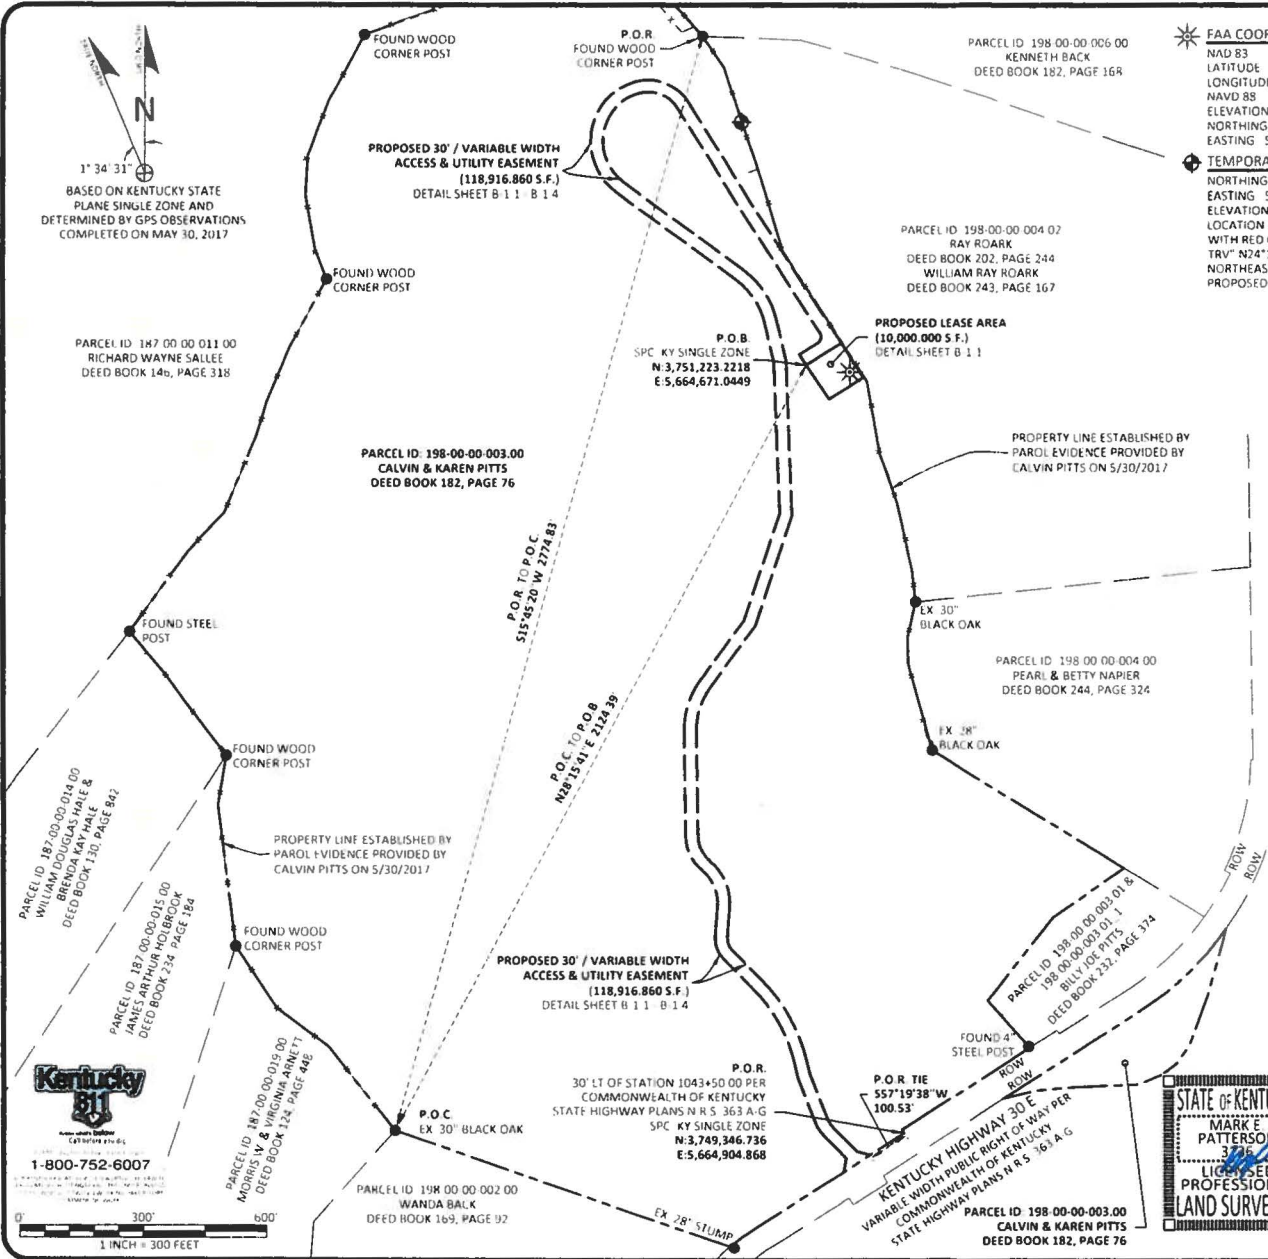 FOUND WOOD
CORNER POST
P.O.R.
FOUND WOOD
CORNER POST
PARCEL ID 198-00-00-006 00
KENNETH BACK
DEED BOOK 182, PAGE 168
FAA COOR
NAD 83
LATITUDE
LONGITUDE
NAVD 88
ELEVATION
NORTHING
EASTING S
TEMPORA
NORTHING
EASTING S
ELEVATION
LOCATION
WITH RED
TRV" N24°
NORTHEAS
PROPOSED
TRUE NORTH
N
1° 34' 31"
BASED ON KENTUCKY STATE
PLANE SINGLE ZONE AND
DETERMINED BY GPS OBSERVATIONS
COMPLETED ON MAY 30, 2017
PROPOSED 30' / VARIABLE WIDTH
ACCESS & UTILITY EASEMENT
(118,916.860 S.F.)
DETAIL SHEET B 1 1 - B 1 4
FOUND WOOD
CORNER POST
PARCEL ID 198-00-00 004 02
RAY ROARK
DEED BOOK 202, PAGE 244
WILLIAM RAY ROARK
DEED BOOK 243, PAGE 167
PARCEL ID 187 00 00 011 00
RICHARD WAYNE SALLEE
DEED BOOK 146, PAGE 318
P.O.B.
SPC KY SINGLE ZONE
N:3,751,223.2218
E:5,664,671.0449
PROPOSED LEASE AREA
(10,000.000 S.F.)
DETAIL SHEET B 1 1
PARCEL ID: 198-00-00-003.00
CALVIN & KAREN PITTS
DEED BOOK 182, PAGE 76
PROPERTY LINE ESTABLISHED BY
PAROL EVIDENCE PROVIDED BY
CALVIN PITTS ON 5/30/2017
P.O.R. TO P.O.C.
S15°45'20"W 2774.83'
FOUND STEEL
POST
EX 30"
BLACK OAK
PARCEL ID 198 00 00-004 00
PEARL & BETTY NAPIER
DEED BOOK 244, PAGE 324
P.O.C. TO P.O.B
N28°15'41"E 2124.39'
EX 28"
BLACK OAK
FOUND WOOD
CORNER POST
PARCEL ID 187-00-00-014 00
WILLIAM DOUGLAS HALE &
BRENDA KAY HALE
DEED BOOK 130, PAGE 842
PROPERTY LINE ESTABLISHED BY
PAROL EVIDENCE PROVIDED BY
CALVIN PITTS ON 5/30/2017
ROW
ROW
PARCEL ID 187-00-00-015 00
JAMES ARTHUR HOLBROOK
DEED BOOK 234 PAGE 184
FOUND WOOD
CORNER POST
PROPOSED 30' / VARIABLE WIDTH
ACCESS & UTILITY EASEMENT
(118,916.860 S.F.)
DETAIL SHEET B 1 1 - B 1 4
PARCEL ID 198-00 00 003 01 &
198-00-00-003 01_1
BILLY JOE PITTS
DEED BOOK 232, PAGE 374
FOUND 4"
STEEL POST
ROW
ROW
PARCEL ID 187-00 00-019 00
MORRIS W & VIRGINIA ARNETT
DEED BOOK 124, PAGE 448
P.O.R.
30' LT OF STATION 1043+50 00 PER
COMMONWEALTH OF KENTUCKY
STATE HIGHWAY PLANS N R S 363 A-G
SPC KY SINGLE ZONE
N:3,749,346.736
E:5,664,904.868
P.O.R. TIE
S57°19'38"W
100.53'
KENTUCKY HIGHWAY 30 E
VARIABLE WIDTH PUBLIC RIGHT OF WAY PER
COMMONWEALTH OF KENTUCKY
STATE HIGHWAY PLANS N R S 363 A G
Kentucky
811
Know what's below
Call before you dig
1-800-752-6007
P.O.C.
EX 30" BLACK OAK
PARCEL ID 198 00-00-002 00
WANDA BACK
DEED BOOK 169, PAGE 92
EX 28" STUMP
PARCEL ID: 198-00-00-003.00
CALVIN & KAREN PITTS
DEED BOOK 182, PAGE 76
STATE OF KENTU
MARK E
PATTERSO
LICENSED
PROFESSIO
LAND SURVE
0' 300' 600'
1 INCH = 300 FEET